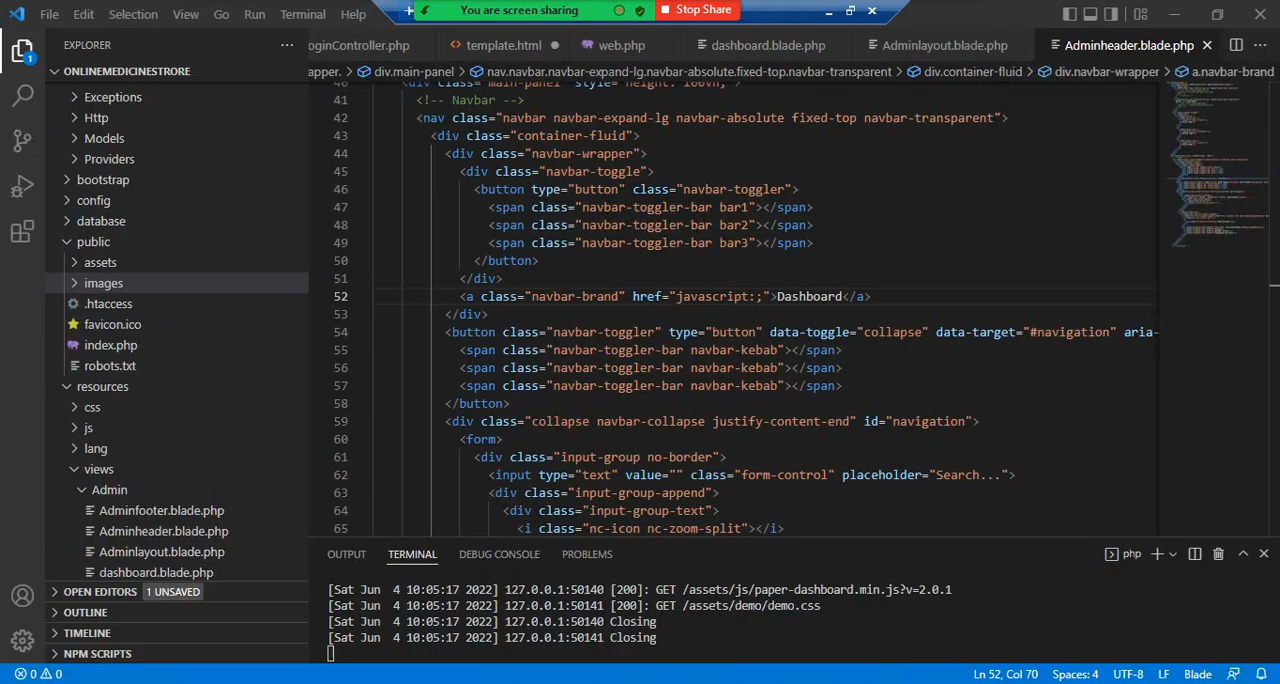 File Edit Selection View Go Run Terminal Help
You are screen sharing Stop Share
EXPLORER
oginController.php template.html web.php dashboard.blade.php Adminlayout.blade.php Adminheader.blade.php
ONLINEMEDICINESTRORE
apper. div.main-panel nav.navbar.navbar-expand-lg.navbar-absolute.fixed-top.navbar-transparent div.container-fluid div.navbar-wrapper a.navbar-brand
Exceptions
Http
Models
Providers
bootstrap
config
database
public
assets
images
.htaccess
favicon.ico
index.php
robots.txt
resources
css
js
lang
views
Admin
Adminfooter.blade.php
Adminheader.blade.php
Adminlayout.blade.php
dashboard.blade.php
OPEN EDITORS 1 UNSAVED
OUTLINE
TIMELINE
NPM SCRIPTS
1
40 <div class="main-panel" style="height: 100vh;">
41 <!-- Navbar -->
42 <nav class="navbar navbar-expand-lg navbar-absolute fixed-top navbar-transparent">
43 <div class="container-fluid">
44 <div class="navbar-wrapper">
45 <div class="navbar-toggle">
46 <button type="button" class="navbar-toggler">
47 <span class="navbar-toggler-bar bar1"></span>
48 <span class="navbar-toggler-bar bar2"></span>
49 <span class="navbar-toggler-bar bar3"></span>
50 </button>
51 </div>
52 <a class="navbar-brand" href="javascript:;">Dashboard</a>
53 </div>
54 <button class="navbar-toggler" type="button" data-toggle="collapse" data-target="#navigation" aria-
55 <span class="navbar-toggler-bar navbar-kebab"></span>
56 <span class="navbar-toggler-bar navbar-kebab"></span>
57 <span class="navbar-toggler-bar navbar-kebab"></span>
58 </button>
59 <div class="collapse navbar-collapse justify-content-end" id="navigation">
60 <form>
61 <div class="input-group no-border">
62 <input type="text" value="" class="form-control" placeholder="Search...">
63 <div class="input-group-append">
64 <div class="input-group-text">
65 <i class="nc-icon nc-zoom-split"></i>
OUTPUT TERMINAL DEBUG CONSOLE PROBLEMS php
[Sat Jun  4 10:05:17 2022] 127.0.0.1:50140 [200]: GET /assets/js/paper-dashboard.min.js?v=2.0.1
[Sat Jun  4 10:05:17 2022] 127.0.0.1:50141 [200]: GET /assets/demo/demo.css
[Sat Jun  4 10:05:17 2022] 127.0.0.1:50140 Closing
[Sat Jun  4 10:05:17 2022] 127.0.0.1:50141 Closing
0 0 Ln 52, Col 70 Spaces: 4 UTF-8 LF Blade